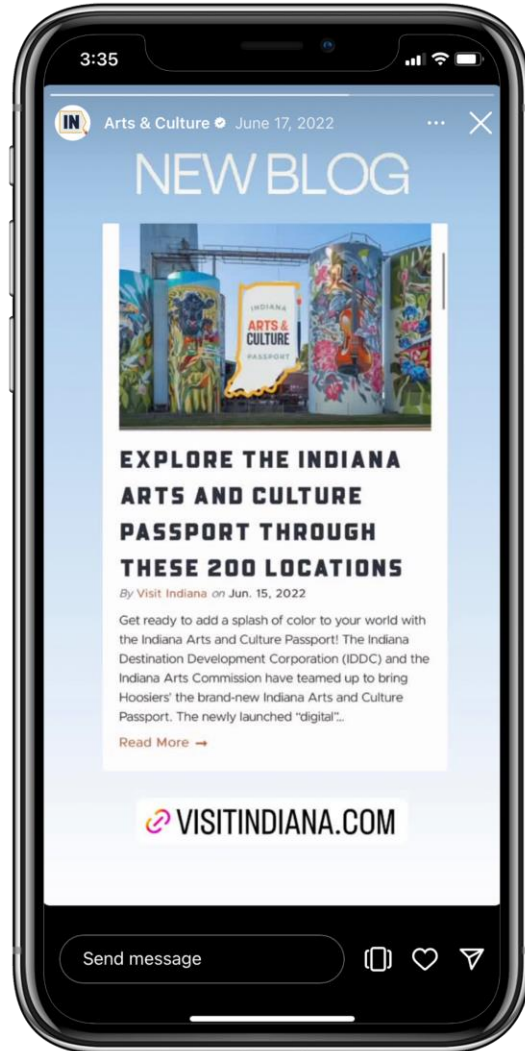 3:35
IN Arts & Culture June 17, 2022
NEW BLOG
INDIANA
ARTS &
CULTURE
PASSPORT
EXPLORE THE INDIANA
ARTS AND CULTURE
PASSPORT THROUGH
THESE 200 LOCATIONS
By Visit Indiana on Jun. 15, 2022
Get ready to add a splash of color to your world with
the Indiana Arts and Culture Passport! The Indiana
Destination Development Corporation (IDDC) and the
Indiana Arts Commission have teamed up to bring
Hoosiers' the brand-new Indiana Arts and Culture
Passport. The newly launched “digital”...
Read More →
VISITINDIANA.COM
Send message